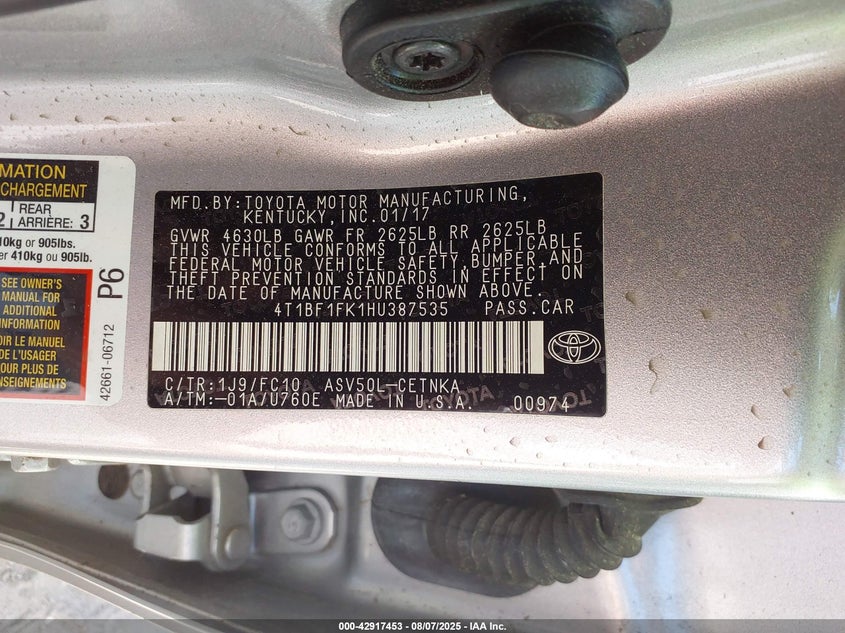 MATION
CHARGEMENT
2 REAR ARRIÈRE: 3
10kg or 905lbs.
er 410kg ou 905lb.
SEE OWNER'S
MANUAL FOR
ADDITIONAL
INFORMATION
OIR LE MANUEL
DE L'USAGER
POUR PLUS DE
42661-06712
P6
MFD.BY:TOYOTA MOTOR MANUFACTURING,
KENTUCKY,INC.01/17
GVWR 4630LB GAWR FR 2625LB RR 2625LB
THIS VEHICLE CONFORMS TO ALL APPLICABLE
FEDERAL MOTOR VEHICLE SAFETY,BUMPER,AND
THEFT PREVENTION STANDARDS IN EFFECT ON
THE DATE OF MANUFACTURE SHOWN ABOVE.
4T1BF1FK1HU387535 PASS.CAR
C/TR:1J9/FC10 ASV50L-CETNKA
A/TM:-01A/U760E MADE IN U.S.A. 00974
000-42917453 - 08/07/2025 - IAA Inc.